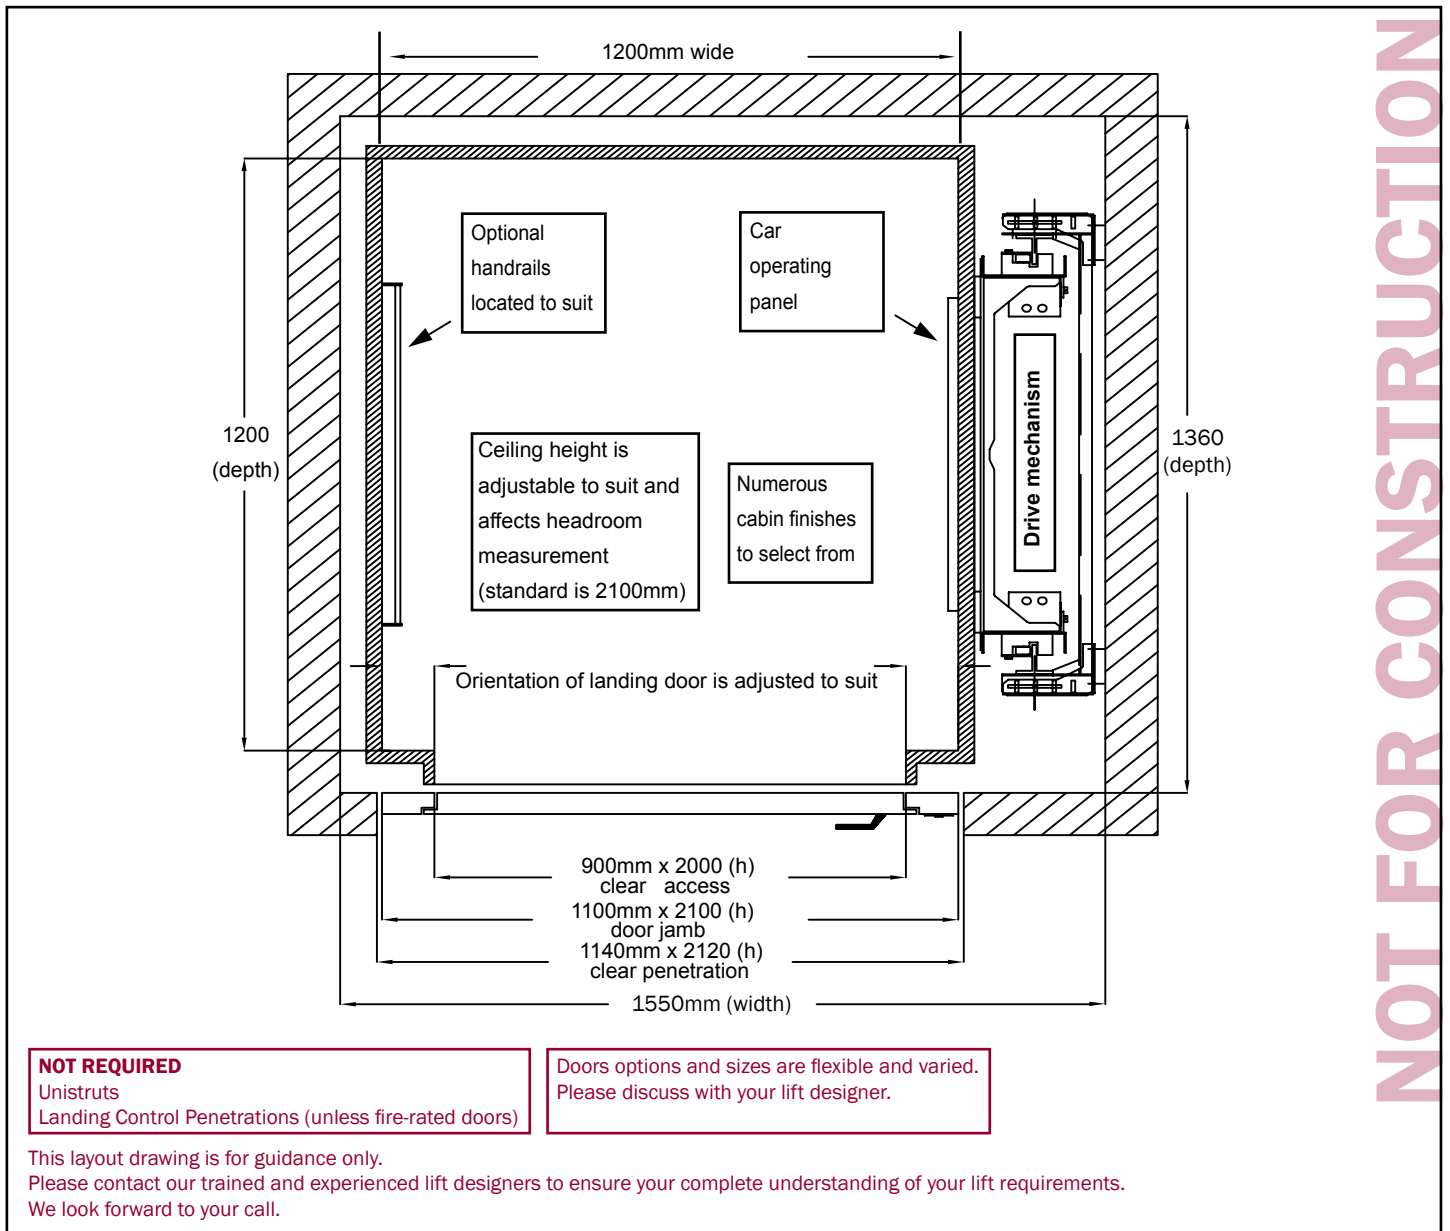 1200mm wide
Optional
handrails
located to suit
Car
operating
panel
1200
(depth)
1360
(depth)
Drive mechanism
Ceiling height is
adjustable to suit and
affects headroom
measurement
(standard is 2100mm)
Numerous
cabin finishes
to select from
Orientation of landing door is adjusted to suit
900mm x 2000 (h)
clear access
1100mm x 2100 (h)
door jamb
1140mm x 2120 (h)
clear penetration
1550mm (width)
NOT REQUIRED
Unistruts
Landing Control Penetrations (unless fire-rated doors)
Doors options and sizes are flexible and varied.
Please discuss with your lift designer.
This layout drawing is for guidance only.
Please contact our trained and experienced lift designers to ensure your complete understanding of your lift requirements.
We look forward to your call.
NOT FOR CONSTRUCTION